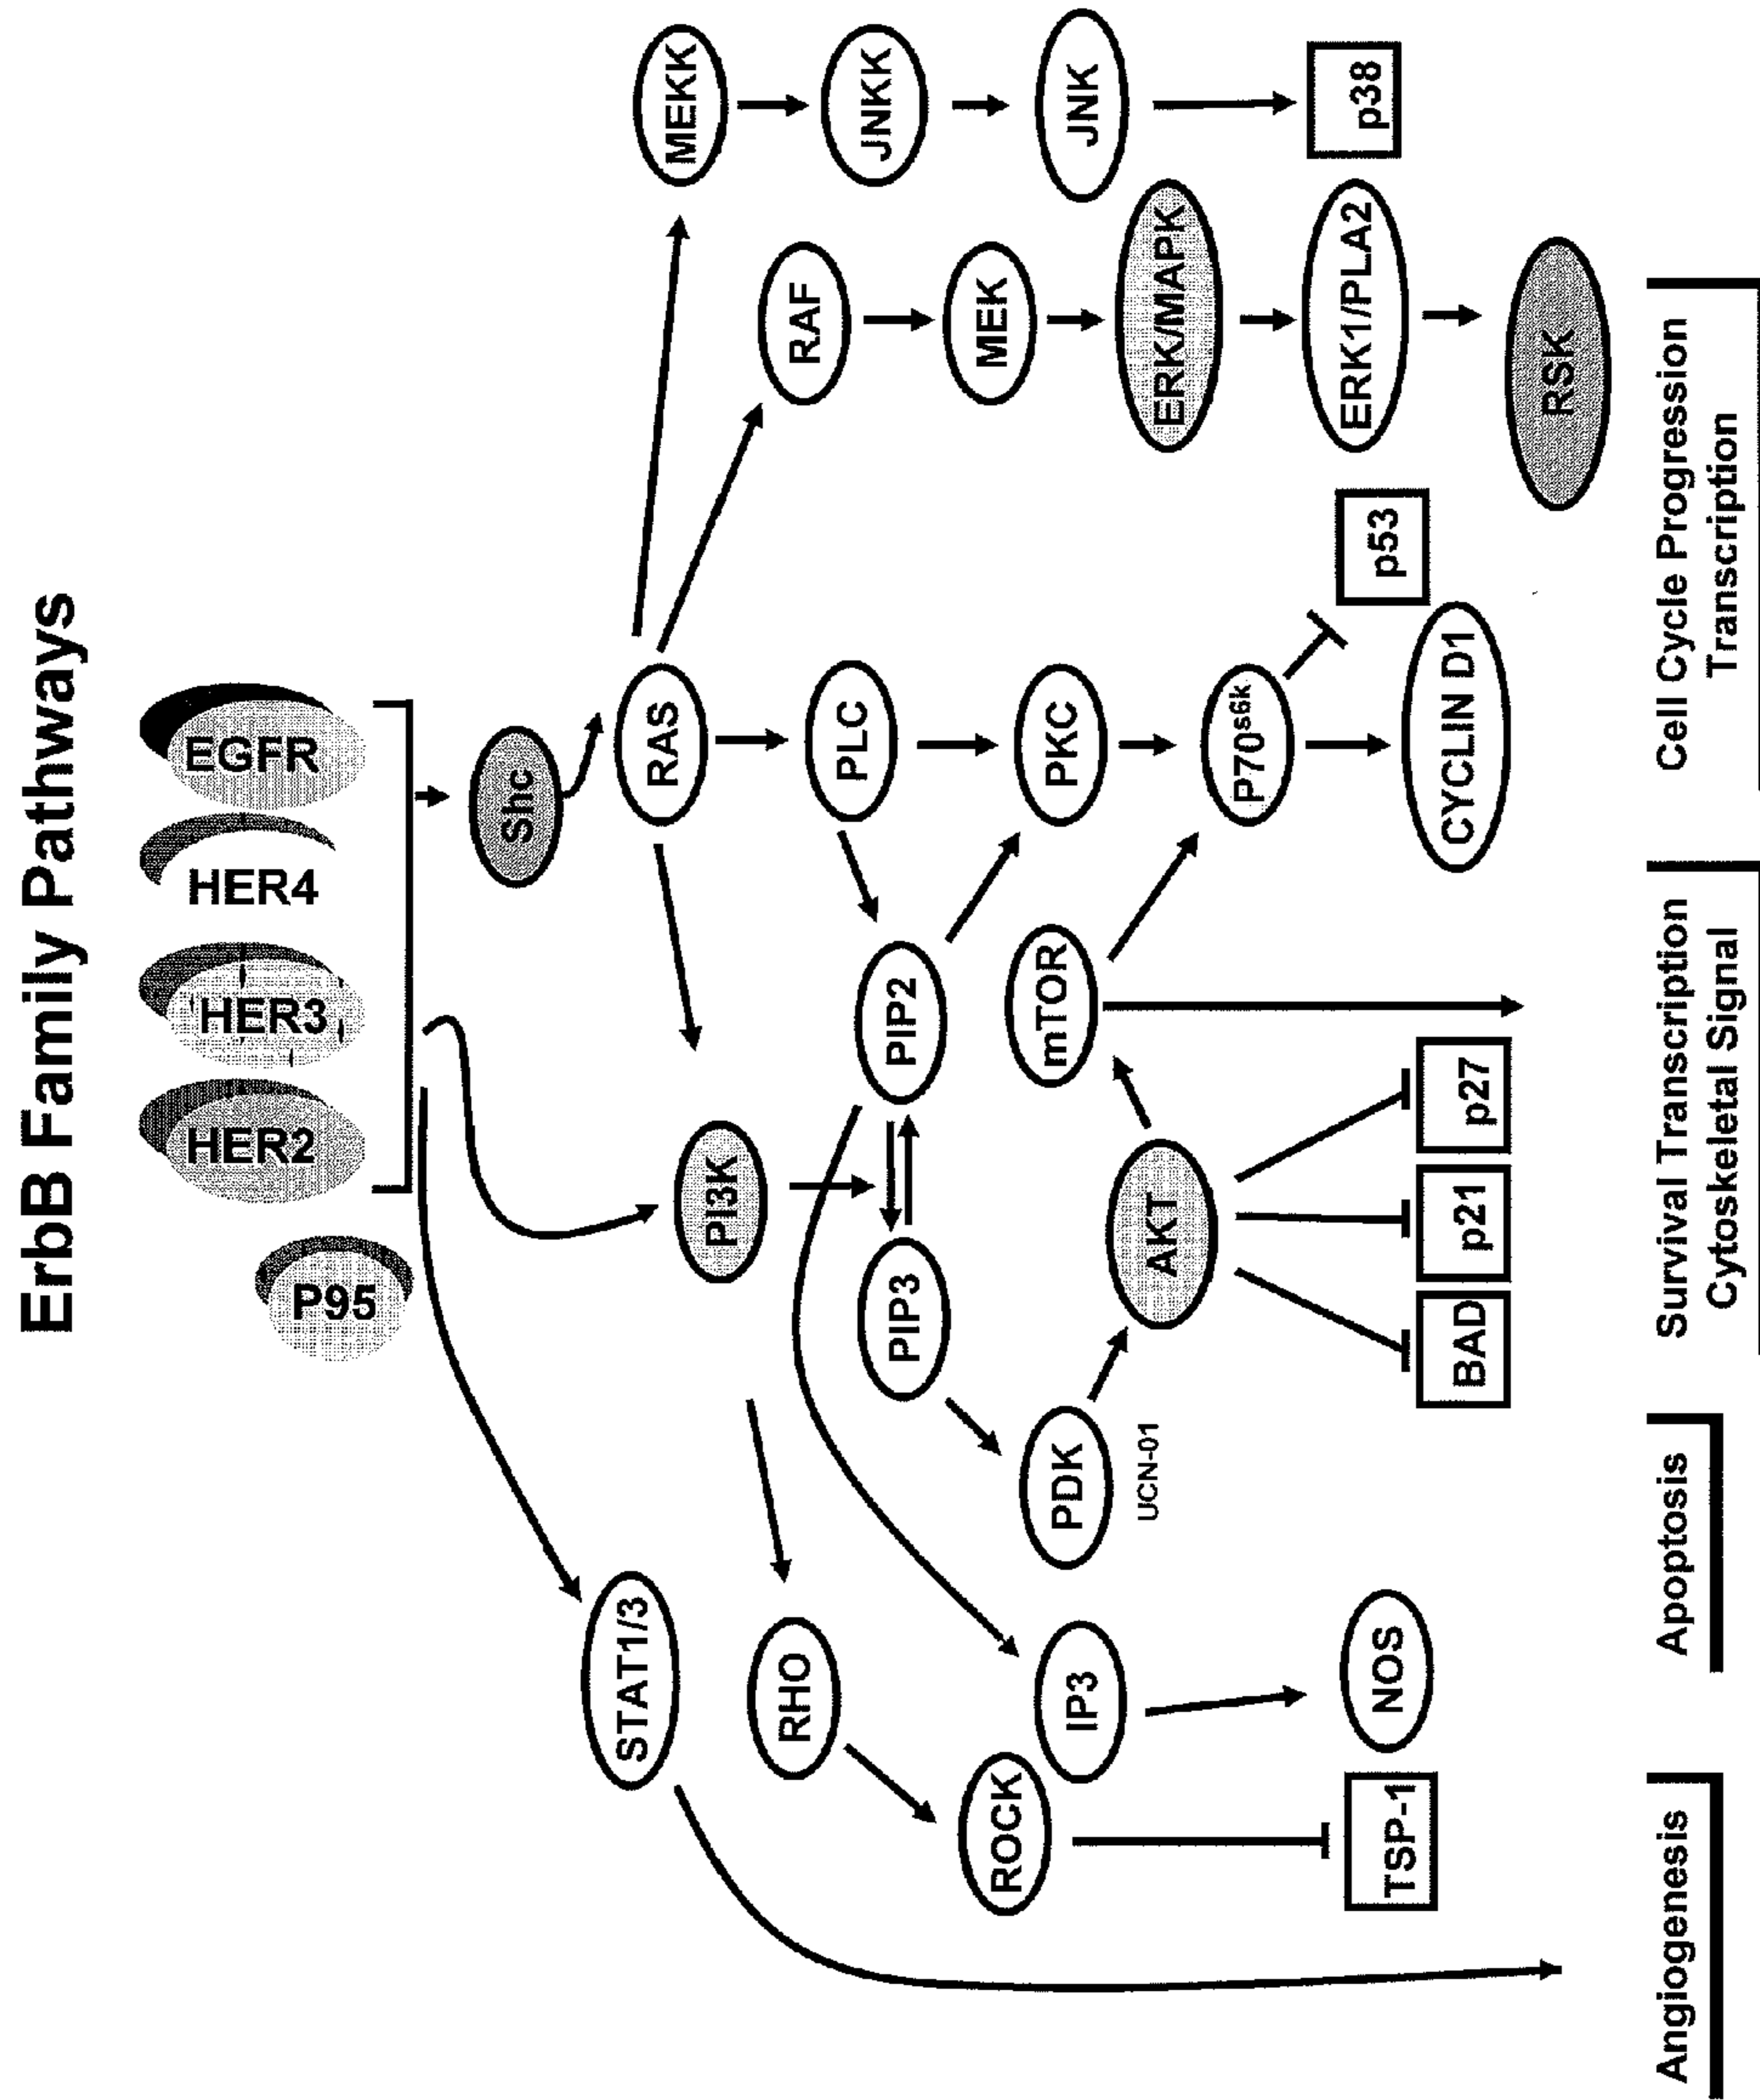 ErbB Family Pathways
P95
HER2
HER3
HER4
EGFR
Shc
STAT1/3
PI3K
RAS
MEKK
RHO
PIP3
PIP2
PLC
RAF
JNKK
ROCK
IP3
PDK
UCN-01
AKT
mTOR
PKC
MEK
JNK
TSP-1
NOS
BAD
p21
p27
P70s6k
CYCLIN D1
p53
ERK/MAPK
ERK1/PLA2
RSK
p38
Angiogenesis
Apoptosis
Survival Transcription
Cytoskeletal Signal
Cell Cycle Progression
Transcription